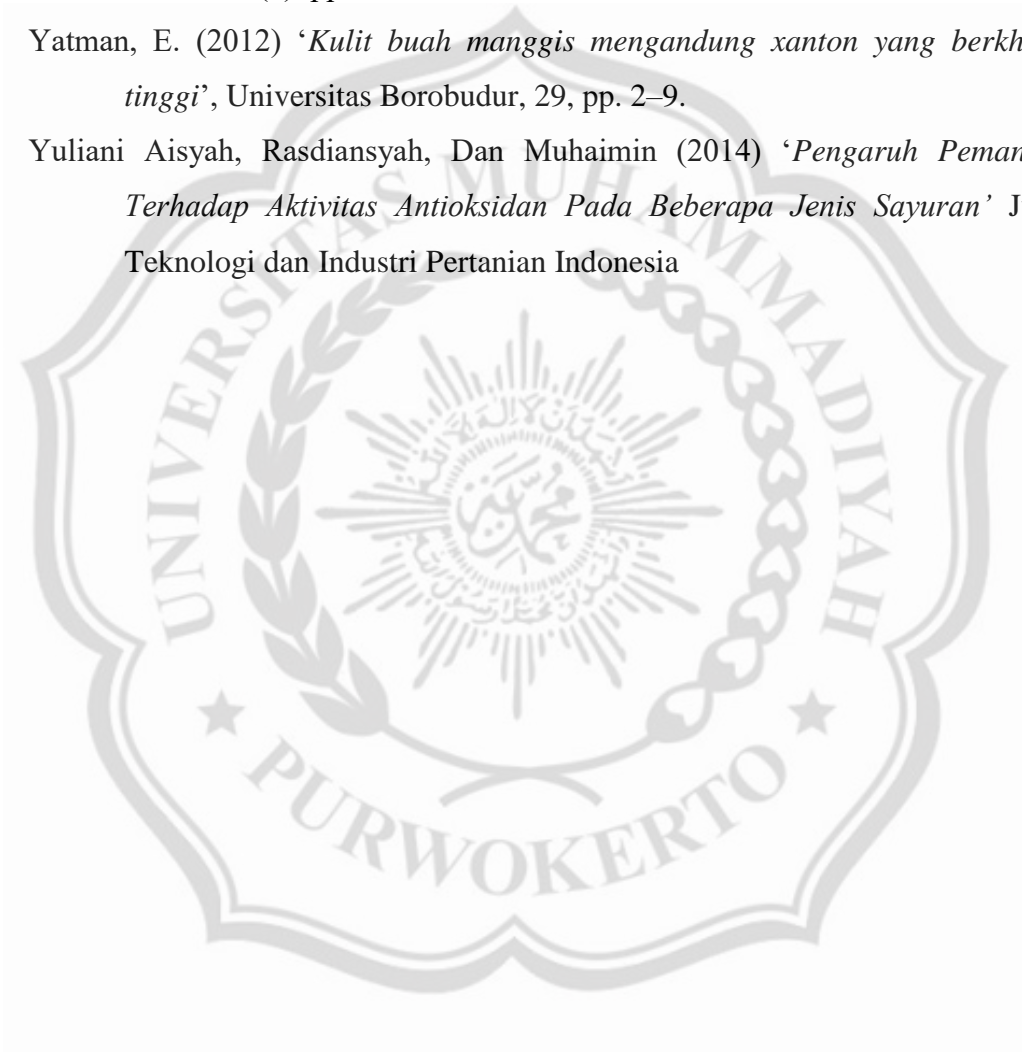 Yatman, E. (2012) ‘Kulit buah manggis mengandung xanton yang berkh
tinggi’, Universitas Borobudur, 29, pp. 2–9.
Yuliani Aisyah, Rasdiansyah, Dan Muhaimin (2014) ‘Pengaruh Peman
Terhadap Aktivitas Antioksidan Pada Beberapa Jenis Sayuran’ J
Teknologi dan Industri Pertanian Indonesia
UNIVERSITAS MUHAMMADIYAH
PURWOKERTO